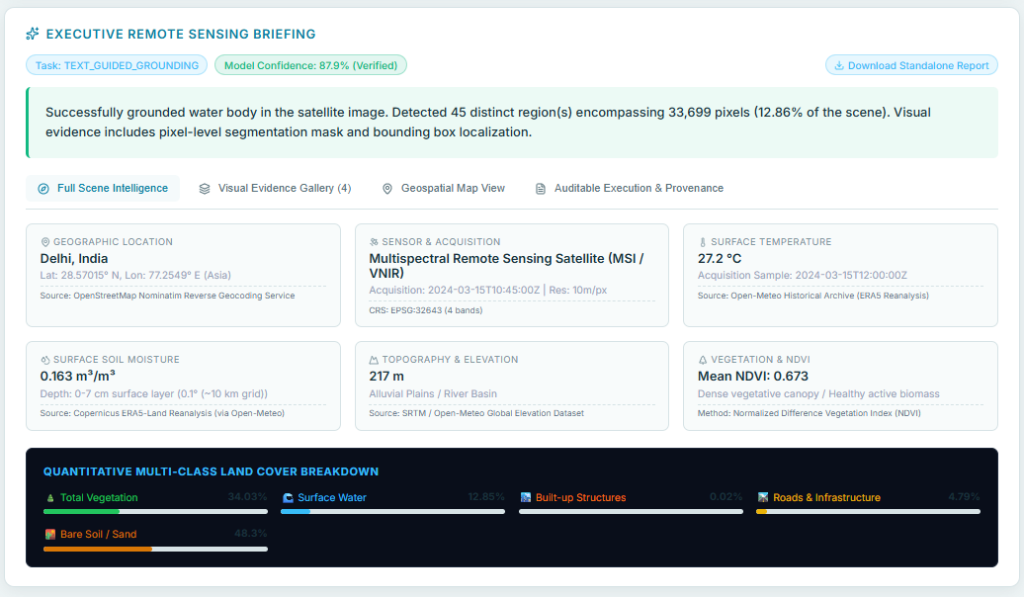 EXECUTIVE REMOTE SENSING BRIEFING
Task: TEXT_GUIDED_GROUNDING
Model Confidence: 87.9% (Verified)
Download Standalone Report
Successfully grounded water body in the satellite image. Detected 45 distinct region(s) encompassing 33,699 pixels (12.86% of the scene). Visual
evidence includes pixel-level segmentation mask and bounding box localization.
Full Scene Intelligence
Visual Evidence Gallery (4)
Geospatial Map View
Auditable Execution & Provenance
GEOGRAPHIC LOCATION
Delhi, India
Lat: 28.57015° N, Lon: 77.2549° E (Asia)
Source: OpenStreetMap Nominatim Reverse Geocoding Service
SENSOR & ACQUISITION
Multispectral Remote Sensing Satellite (MSI /
VNIR)
Acquisition: 2024-03-15T10:45:00Z | Res: 10m/px
CRS: EPSG:32643 (4 bands)
SURFACE TEMPERATURE
27.2 °C
Acquisition Sample: 2024-03-15T12:00:00Z
Source: Open-Meteo Historical Archive (ERA5 Reanalysis)
SURFACE SOIL MOISTURE
0.163 m³/m³
Depth: 0-7 cm surface layer (0.1° (~10 km grid))
Source: Copernicus ERA5-Land Reanalysis (via Open-Meteo)
TOPOGRAPHY & ELEVATION
217 m
Alluvial Plains / River Basin
Source: SRTM / Open-Meteo Global Elevation Dataset
VEGETATION & NDVI
Mean NDVI: 0.673
Dense vegetative canopy / Healthy active biomass
Method: Normalized Difference Vegetation Index (NDVI)
QUANTITATIVE MULTI-CLASS LAND COVER BREAKDOWN
Total Vegetation 34.03%
Surface Water 12.85%
Built-up Structures 0.02%
Roads & Infrastructure 4.79%
Bare Soil / Sand 48.3%